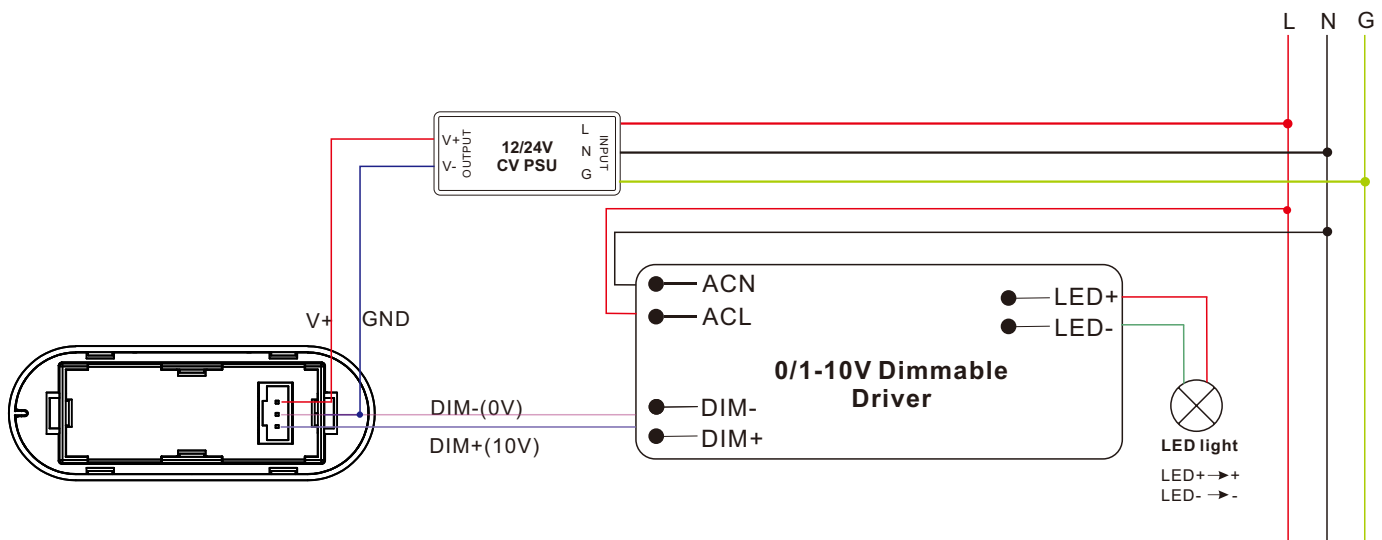 L N G
V+
V-
OUTPUT
12/24V
CV PSU
L
N
G
INPUT
V+
GND
ACN
ACL
LED+
LED-
0/1-10V Dimmable
Driver
DIM-(0V)
DIM+(10V)
DIM-
DIM+
LED light
LED+→+
LED-→-